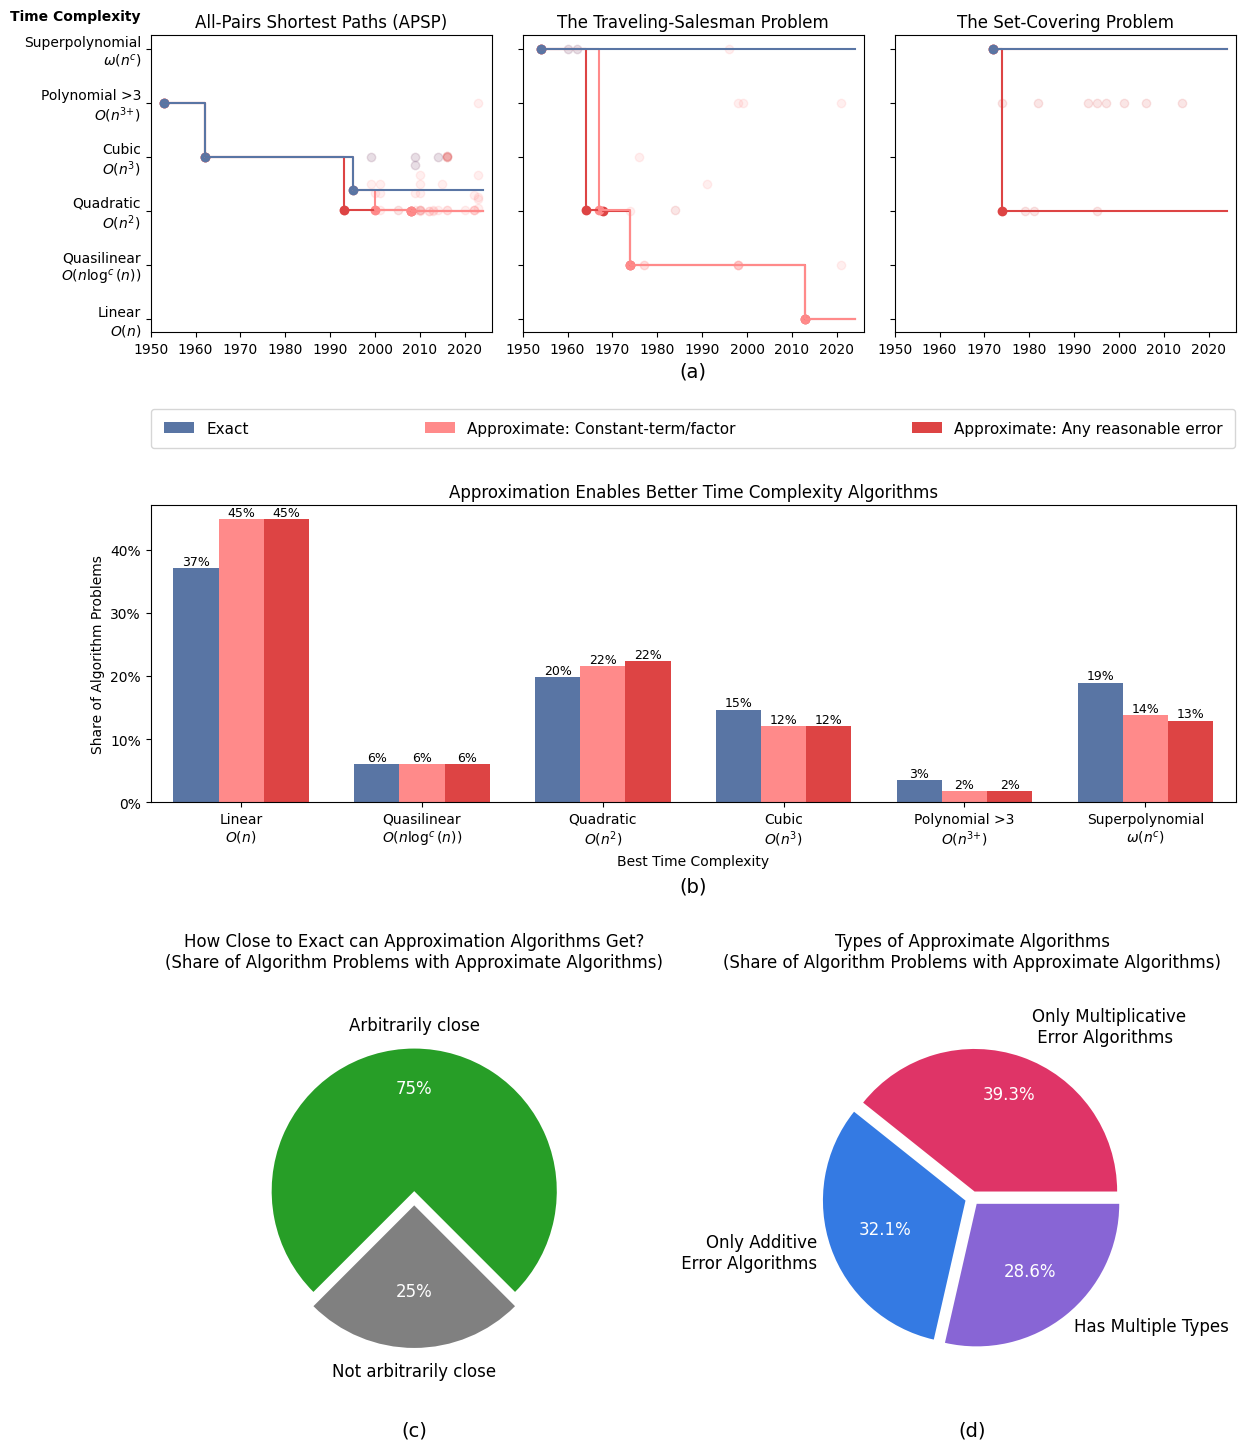 Time Complexity
All-Pairs Shortest Paths (APSP)
The Traveling-Salesman Problem
The Set-Covering Problem
Superpolynomial
ω(n^c)
Polynomial >3
O(n^{3+})
Cubic
O(n^3)
Quadratic
O(n^2)
Quasilinear
O(n log^c (n))
Linear
O(n)
1950 1960 1970 1980 1990 2000 2010 2020
1950 1960 1970 1980 1990 2000 2010 2020
1950 1960 1970 1980 1990 2000 2010 2020
(a)
Exact
Approximate: Constant-term/factor
Approximate: Any reasonable error
Approximation Enables Better Time Complexity Algorithms
Share of Algorithm Problems
40%
30%
20%
10%
0%
37% 45% 45%
6% 6% 6%
20% 22% 22%
15% 12% 12%
3% 2% 2%
19% 14% 13%
Linear
O(n)
Quasilinear
O(n log^c (n))
Quadratic
O(n^2)
Cubic
O(n^3)
Polynomial >3
O(n^{3+})
Superpolynomial
ω(n^c)
Best Time Complexity
(b)
How Close to Exact can Approximation Algorithms Get?
(Share of Algorithm Problems with Approximate Algorithms)
Arbitrarily close
75%
25%
Not arbitrarily close
(c)
Types of Approximate Algorithms
(Share of Algorithm Problems with Approximate Algorithms)
Only Multiplicative
Error Algorithms
39.3%
32.1%
Only Additive
Error Algorithms
28.6%
Has Multiple Types
(d)